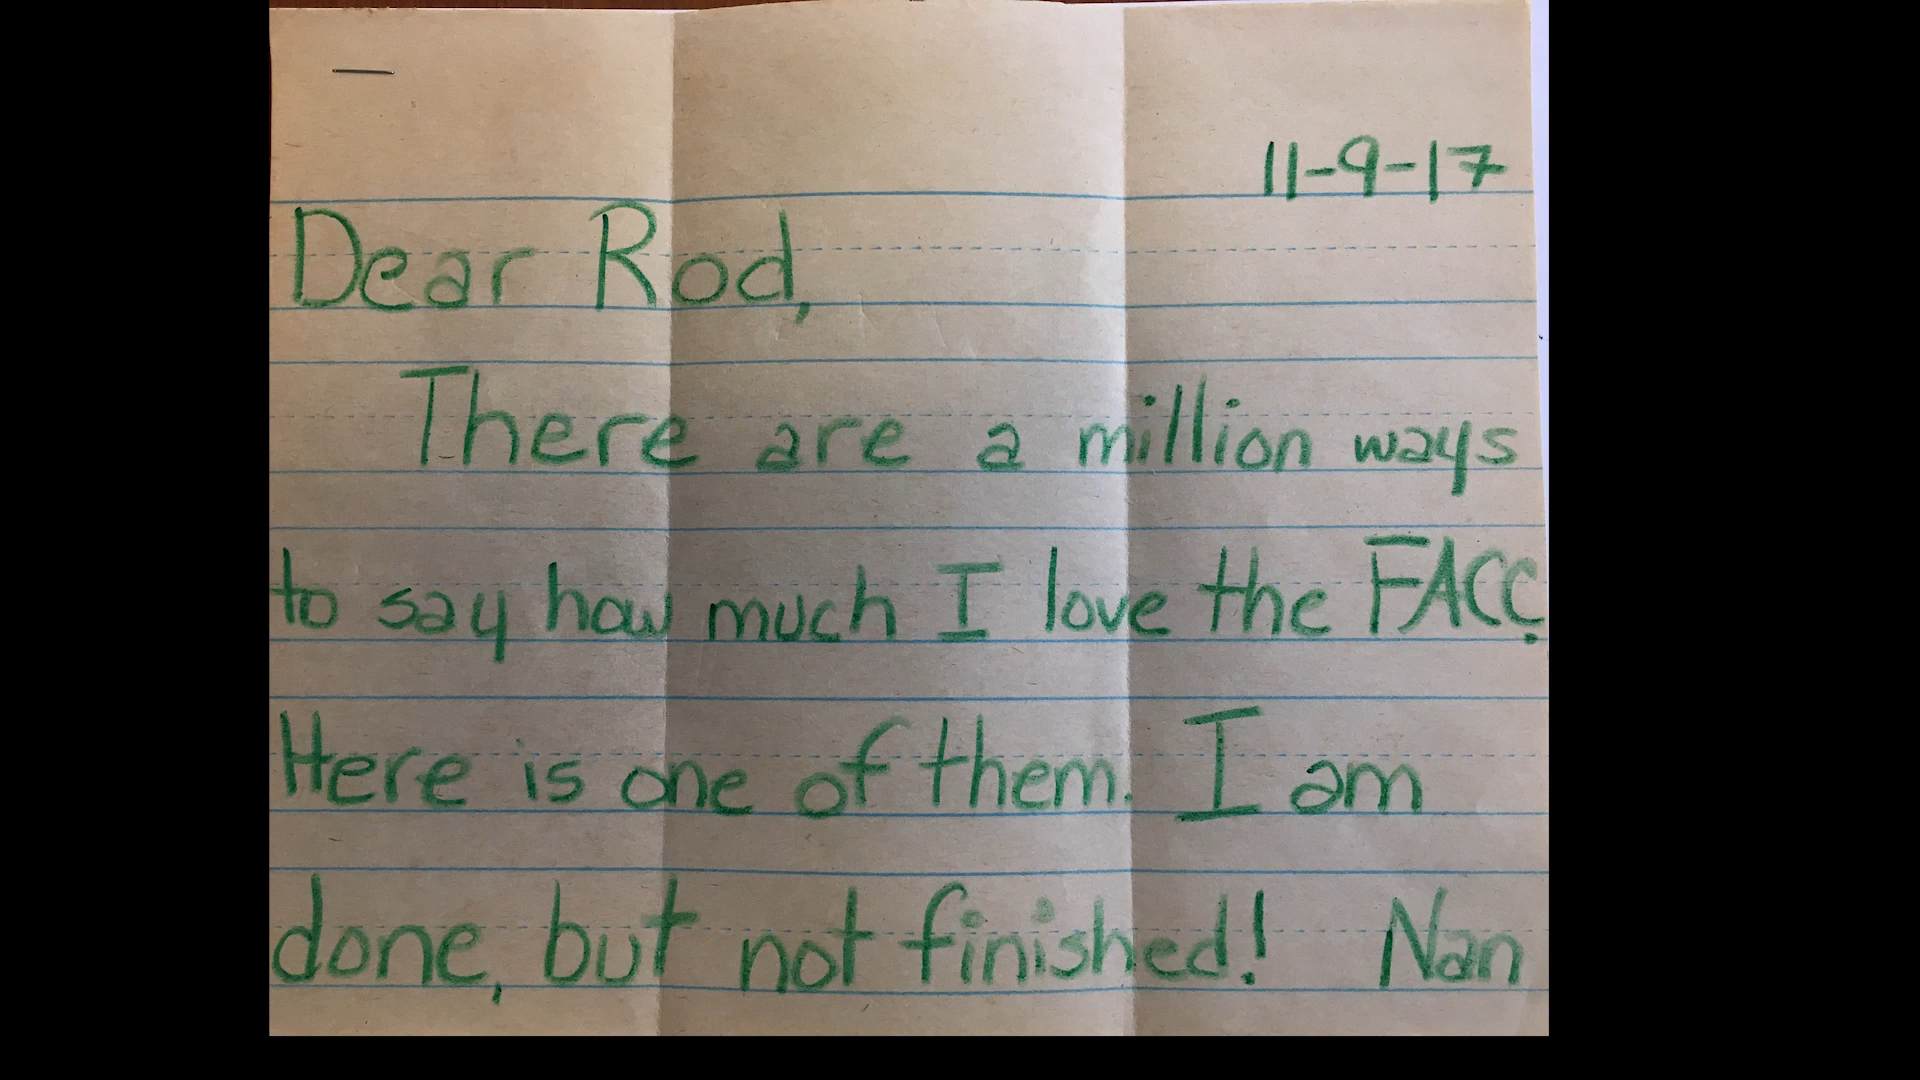 11-9-17
Dear Rod,
There are a million ways
to say how much I love the FACC.
Here is one of them. I am
done, but not finished! Nan